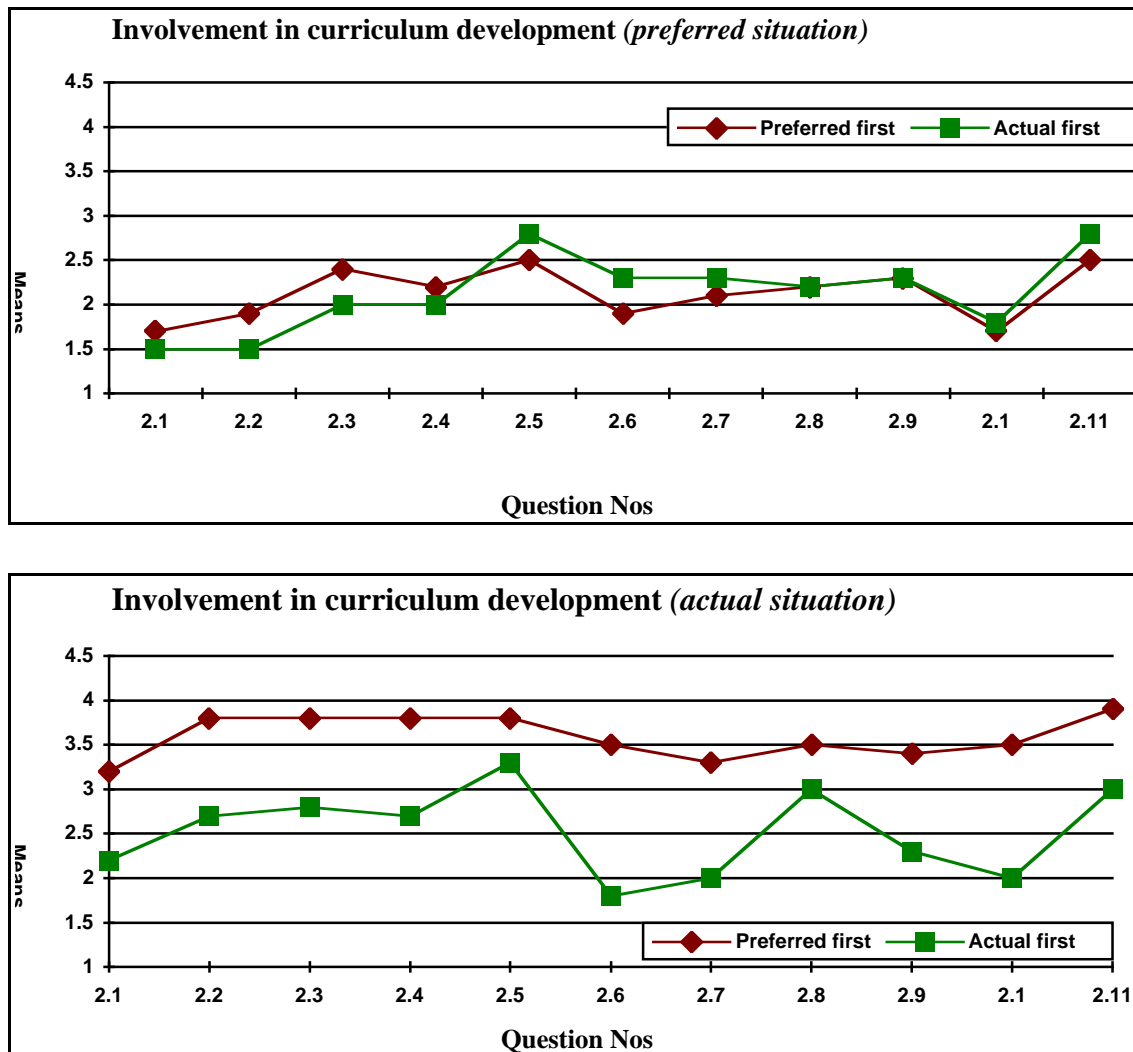 Involvement in curriculum development (preferred situation)
4.5
4
3.5
3
2.5
2
1.5
1
Preferred first Actual first
Means
2.1 2.2 2.3 2.4 2.5 2.6 2.7 2.8 2.9 2.1 2.11
Question Nos
Involvement in curriculum development (actual situation)
4.5
4
3.5
3
2.5
2
1.5
1
Means
Preferred first Actual first
2.1 2.2 2.3 2.4 2.5 2.6 2.7 2.8 2.9 2.1 2.11
Question Nos